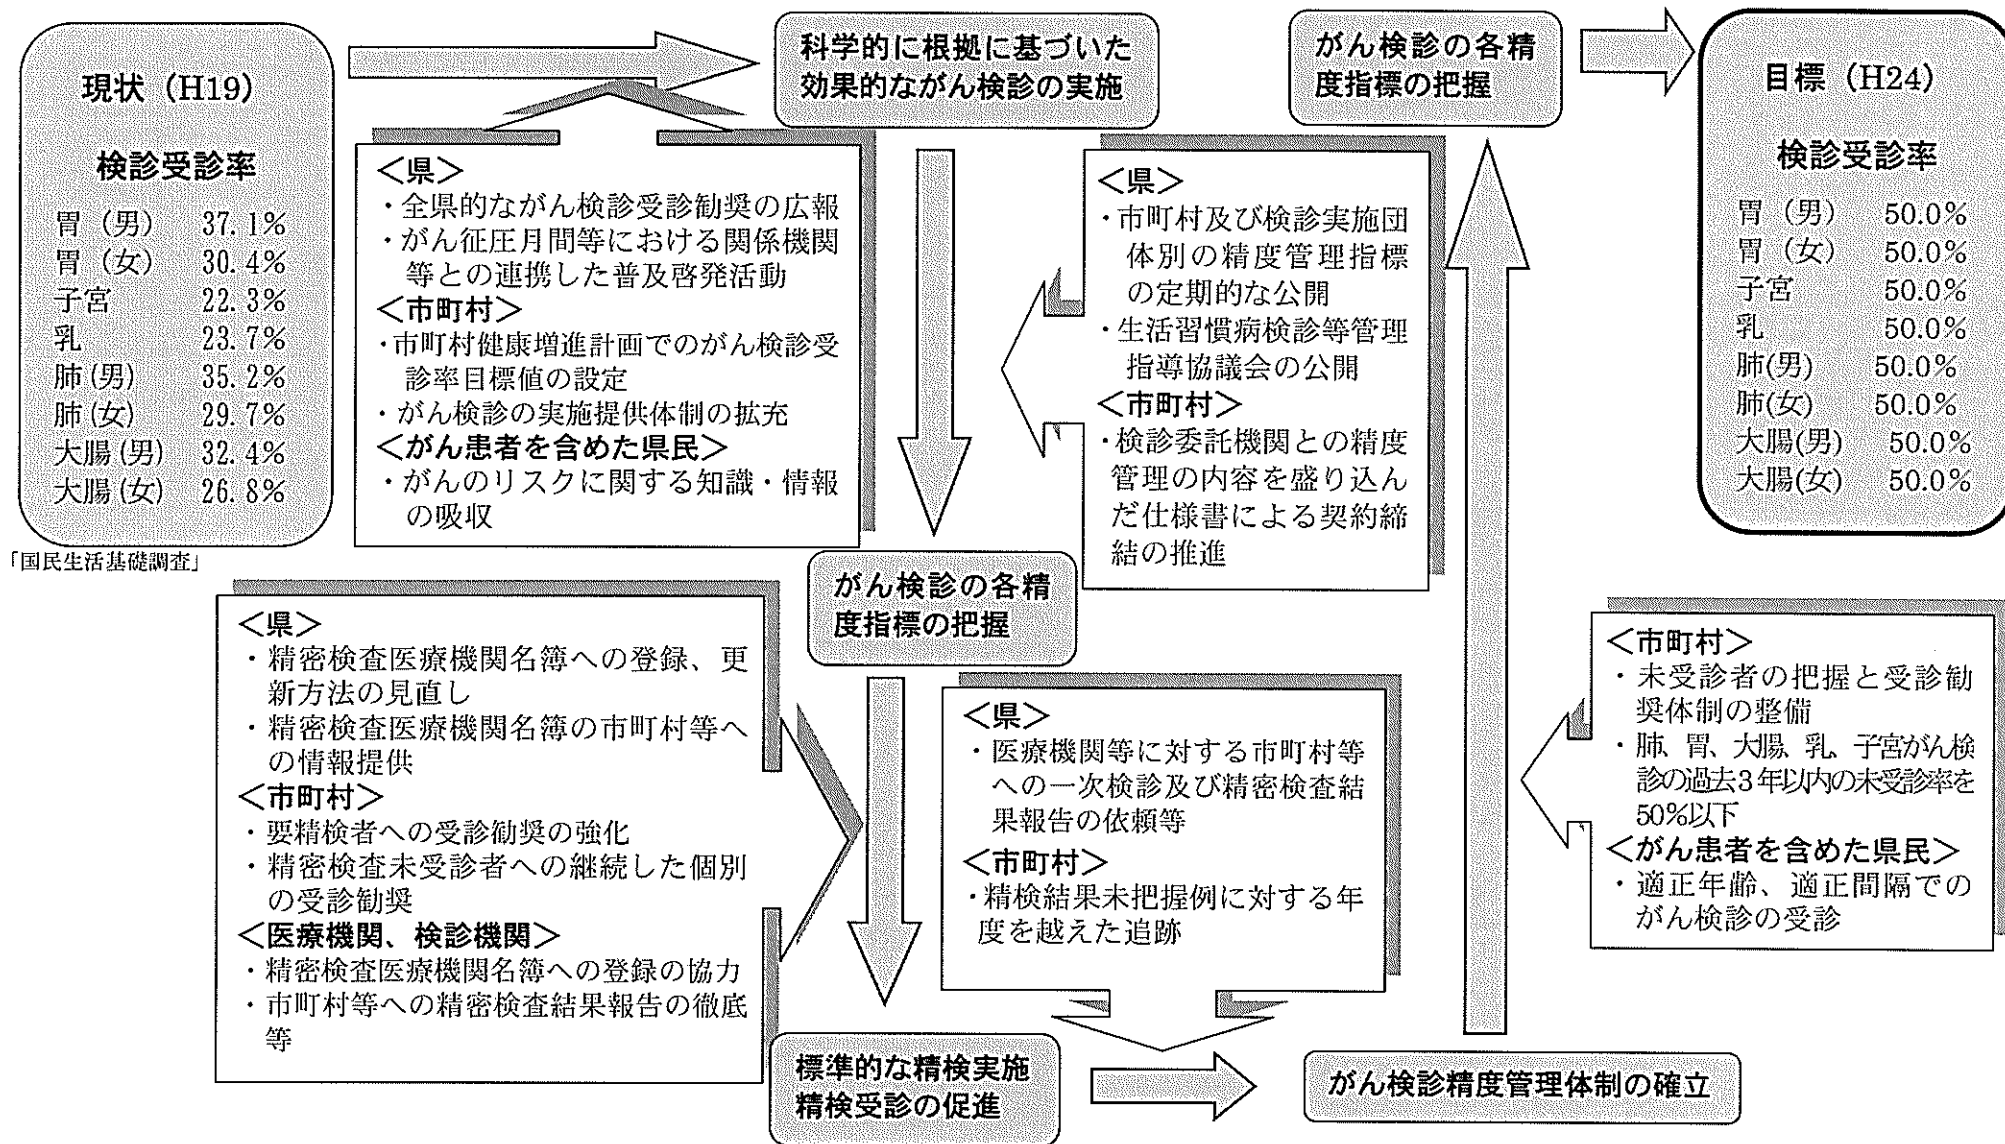 現状（H19）
検診受診率
胃（男） 37.1%
胃（女） 30.4%
子宮 22.3%
乳 23.7%
肺(男) 35.2%
肺(女) 29.7%
大腸(男) 32.4%
大腸(女) 26.8%
「国民生活基礎調査」
科学的に根拠に基づいた
効果的ながん検診の実施
＜県＞
・全県的ながん検診受診勧奨の広報
・がん征圧月間等における関係機関
等との連携した普及啓発活動
＜市町村＞
・市町村健康増進計画でのがん検診受
診率目標値の設定
・がん検診の実施提供体制の拡充
＜がん患者を含めた県民＞
・がんのリスクに関する知識・情報
の吸収
＜県＞
・市町村及び検診実施団
体別の精度管理指標
の定期的な公開
・生活習慣病検診等管理
指導協議会の公開
＜市町村＞
・検診委託機関との精度
管理の内容を盛り込ん
だ仕様書による契約締
結の推進
がん検診の各精
度指標の把握
＜県＞
・精密検査医療機関名簿への登録、更
新方法の見直し
・精密検査医療機関名簿の市町村等へ
の情報提供
＜市町村＞
・要精検者への受診勧奨の強化
・精密検査未受診者への継続した個別
の受診勧奨
＜医療機関、検診機関＞
・精密検査医療機関名簿への登録の協力
・市町村等への精密検査結果報告の徹底
等
＜県＞
・医療機関等に対する市町村等
への一次検診及び精密検査結
果報告の依頼等
＜市町村＞
・精検結果未把握例に対する年
度を越えた追跡
標準的な精検実施
精検受診の促進
がん検診精度管理体制の確立
＜市町村＞
・未受診者の把握と受診勧
奨体制の整備
・肺、胃、大腸、乳、子宮がん検
診の過去3年以内の未受診率を
50%以下
＜がん患者を含めた県民＞
・適正年齢、適正間隔での
がん検診の受診
がん検診の各精
度指標の把握
目標（H24）
検診受診率
胃（男） 50.0%
胃（女） 50.0%
子宮 50.0%
乳 50.0%
肺(男) 50.0%
肺(女) 50.0%
大腸(男) 50.0%
大腸(女) 50.0%